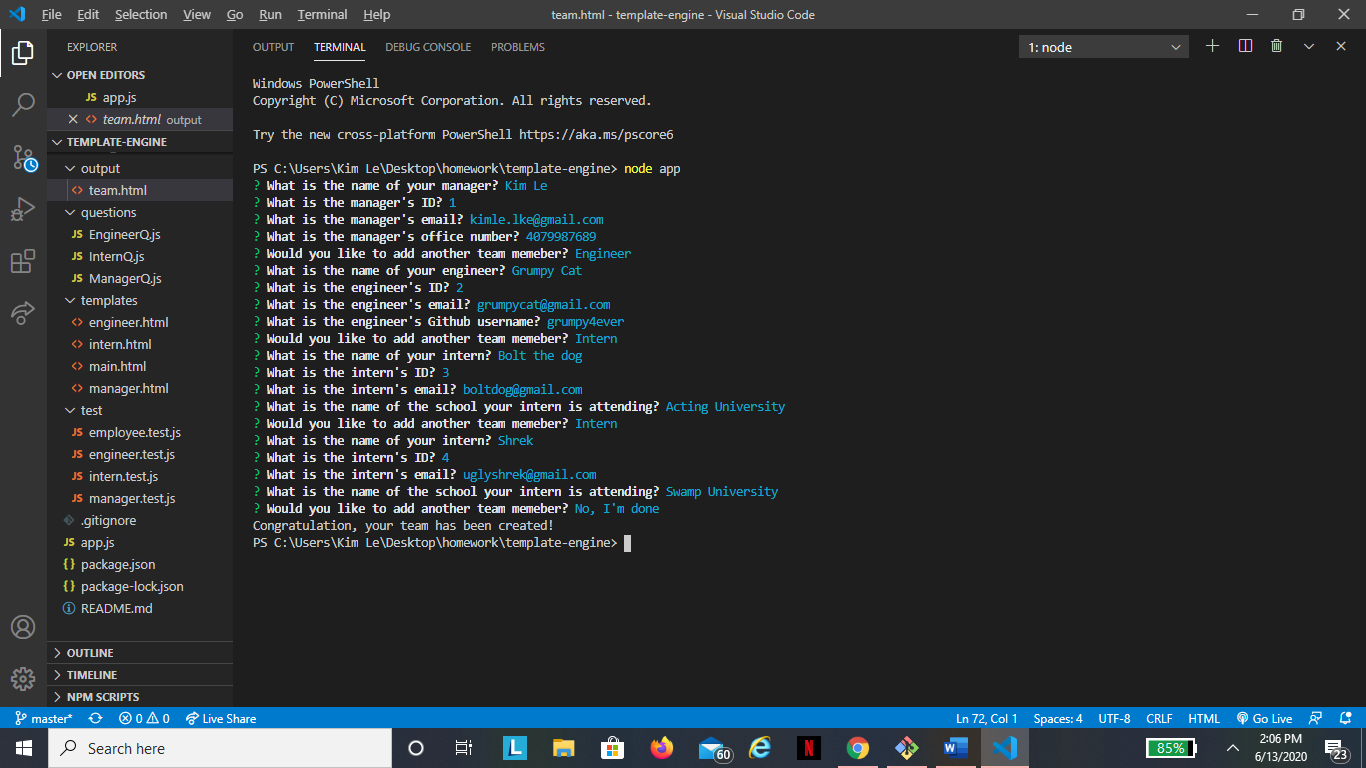 File Edit Selection View Go Run Terminal Help
team.html - template-engine - Visual Studio Code
EXPLORER
OPEN EDITORS
JS app.js
team.html output
TEMPLATE-ENGINE
output
team.html
questions
JS EngineerQ.js
JS InternQ.js
JS ManagerQ.js
templates
engineer.html
intern.html
main.html
manager.html
test
JS employee.test.js
JS engineer.test.js
JS intern.test.js
JS manager.test.js
.gitignore
JS app.js
{} package.json
{} package-lock.json
README.md
OUTLINE
TIMELINE
NPM SCRIPTS
OUTPUT TERMINAL DEBUG CONSOLE PROBLEMS
1: node
Windows PowerShell
Copyright (C) Microsoft Corporation. All rights reserved.
Try the new cross-platform PowerShell https://aka.ms/pscore6
PS C:\Users\Kim Le\Desktop\homework\template-engine> node app
? What is the name of your manager? Kim Le
? What is the manager's ID? 1
? What is the manager's email? kimle.lke@gmail.com
? What is the manager's office number? 4079987689
? Would you like to add another team memeber? Engineer
? What is the name of your engineer? Grumpy Cat
? What is the engineer's ID? 2
? What is the engineer's email? grumpycat@gmail.com
? What is the engineer's Github username? grumpy4ever
? Would you like to add another team memeber? Intern
? What is the name of your intern? Bolt the dog
? What is the intern's ID? 3
? What is the intern's email? boltdog@gmail.com
? What is the name of the school your intern is attending? Acting University
? Would you like to add another team memeber? Intern
? What is the name of your intern? Shrek
? What is the intern's ID? 4
? What is the intern's email? uglyshrek@gmail.com
? What is the name of the school your intern is attending? Swamp University
? Would you like to add another team memeber? No, I'm done
Congratulation, your team has been created!
PS C:\Users\Kim Le\Desktop\homework\template-engine>
master* 0 0 Live Share
Ln 72, Col 1 Spaces: 4 UTF-8 CRLF HTML Go Live
Search here
L
60
N
85%
2:06 PM
6/13/2020
23